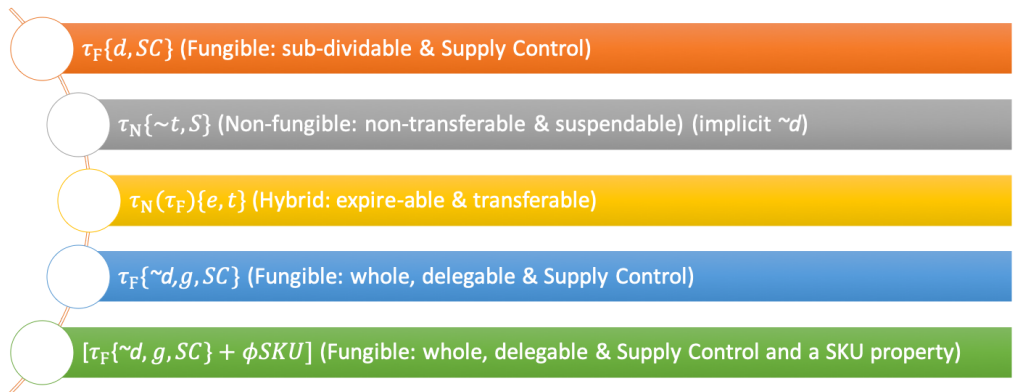 τF{d, SC} (Fungible: sub-dividable & Supply Control)
τN{~t, S} (Non-fungible: non-transferable & suspendable) (implicit ~d)
τN(τF){e, t} (Hybrid: expire-able & transferable)
τF{~d,g, SC} (Fungible: whole, delegable & Supply Control)
[τF{~d, g, SC} + ϕSKU] (Fungible: whole, delegable & Supply Control and a SKU property)